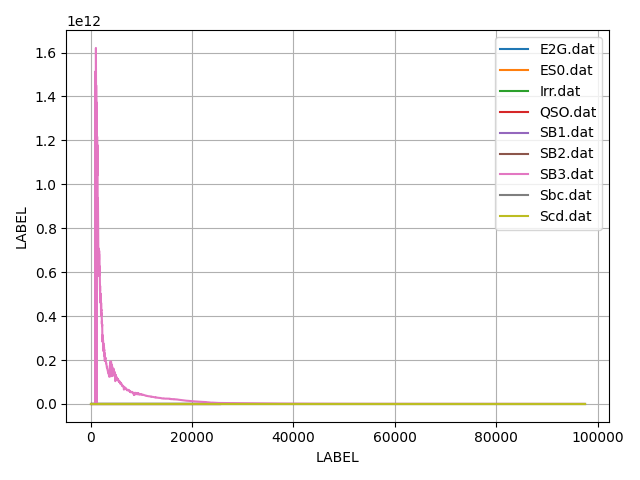 1e12
1.6
1.4
1.2
1.0
0.8
0.6
0.4
0.2
0.0
LABEL
0
20000
40000
60000
80000
100000
LABEL
E2G.dat
ES0.dat
Irr.dat
QSO.dat
SB1.dat
SB2.dat
SB3.dat
Sbc.dat
Scd.dat